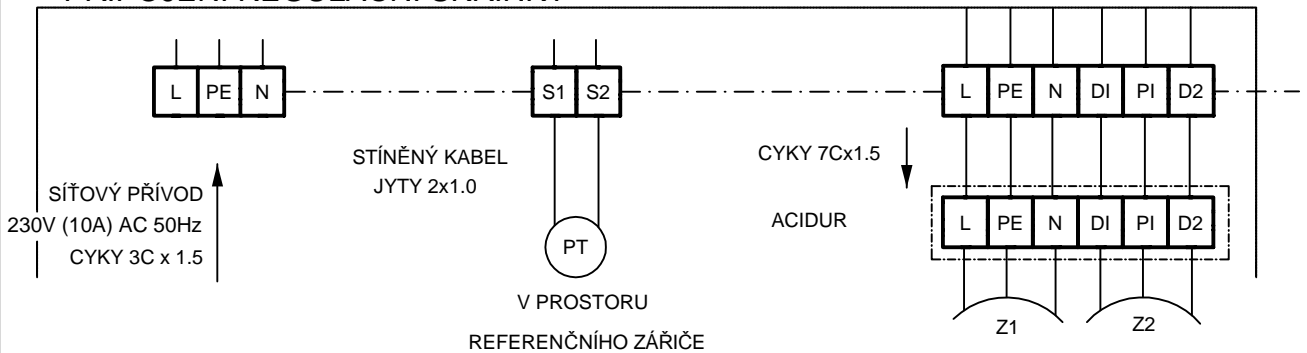 L PE N
S1 S2
L PE N DI PI D2
SÍŤOVÝ PŘÍVOD
230V (10A) AC 50Hz
CYKY 3C x 1.5
STÍNĚNÝ KABEL
JYTY 2x1.0
PT
V PROSTORU
REFERENČNÍHO ZÁŘIČE
CYKY 7Cx1.5
ACIDUR
L PE N DI PI D2
Z1 Z2